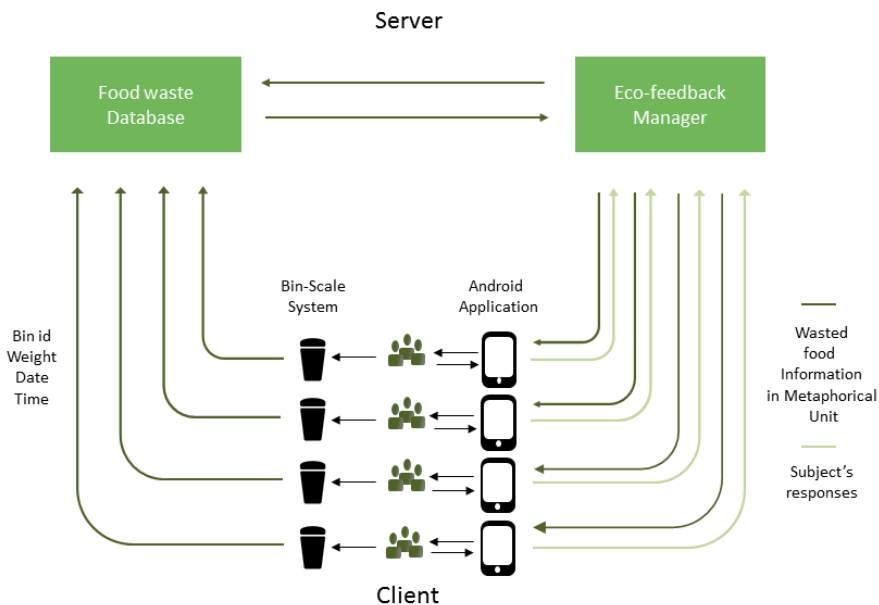 Server
Food waste
Database
Eco-feedback
Manager
Bin-Scale
System
Android
Application
Bin id
Weight
Date
Time
Wasted
food
Information
in Metaphorical
Unit
Subject's
responses
Client